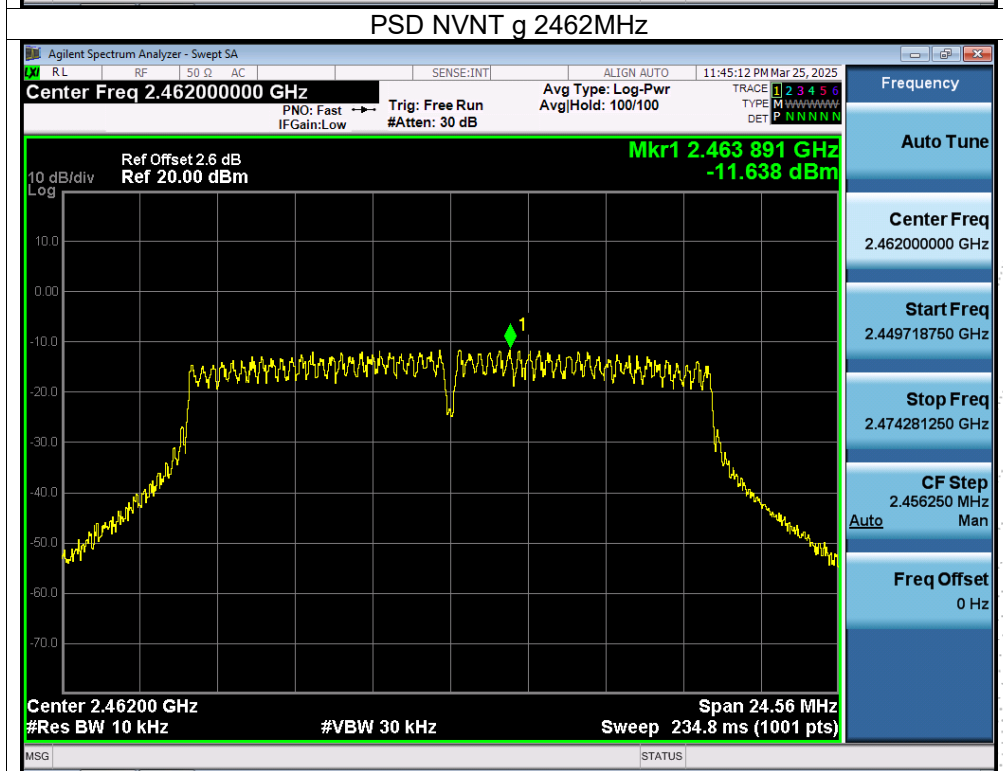 PSD NVNT g 2462MHz
Agilent Spectrum Analyzer - Swept SA
LXI RL RF 50 Ω AC SENSE:INT ALIGN AUTO 11:45:12 PM Mar 25, 2025
Center Freq 2.462000000 GHz
PNO: Fast
IFGain:Low
Trig: Free Run
#Atten: 30 dB
Avg Type: Log-Pwr
Avg|Hold: 100/100
TRACE 1 2 3 4 5 6
TYPE M WWWWW
DET P N N N N N
Mkr1 2.463 891 GHz
-11.638 dBm
Ref Offset 2.6 dB
Ref 20.00 dBm
10 dB/div
Log
10.0
0.00
-10.0
-20.0
-30.0
-40.0
-50.0
-60.0
-70.0
1
Center 2.46200 GHz
#Res BW 10 kHz
#VBW 30 kHz
Span 24.56 MHz
Sweep 234.8 ms (1001 pts)
MSG
STATUS
Frequency
Auto Tune
Center Freq
2.462000000 GHz
Start Freq
2.449718750 GHz
Stop Freq
2.474281250 GHz
CF Step
2.456250 MHz
Auto Man
Freq Offset
0 Hz